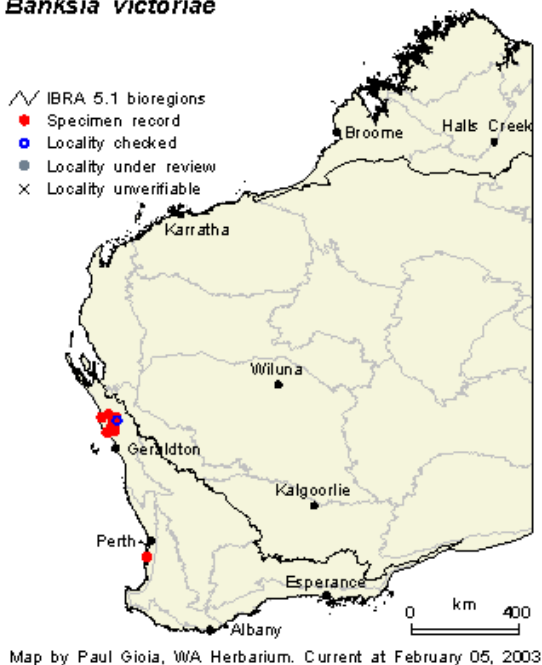 Banksia victoriae
IBRA 5.1 bioregions
Specimen record
Locality checked
Locality under review
Locality unverifiable
Broome
Halls Creek
Karratha
Wiluna
Geraldton
Kalgoorlie
Perth
Esperance
Albany
0 km 400
Map by Paul Gioia, WA Herbarium. Current at February 05, 2003